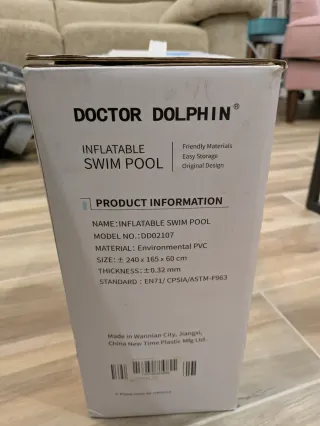 DOCTOR DOLPHIN®
INFLATABLE
SWIM POOL
Friendly Materials
Easy Storage
Original Design
PRODUCT INFORMATION
NAME:INFLATABLE SWIM POOL
MODEL NO.:DD02107
MATERIAL: Environmental PVC
SIZE: ± 240 x 165 x 60 cm
THICKNESS:±0.32 mm
STANDARD : EN71/ CPSIA/ASTM-F963
Made in Wannian City, Jiangxi,
China New Time Plastic Mfg Ltd.